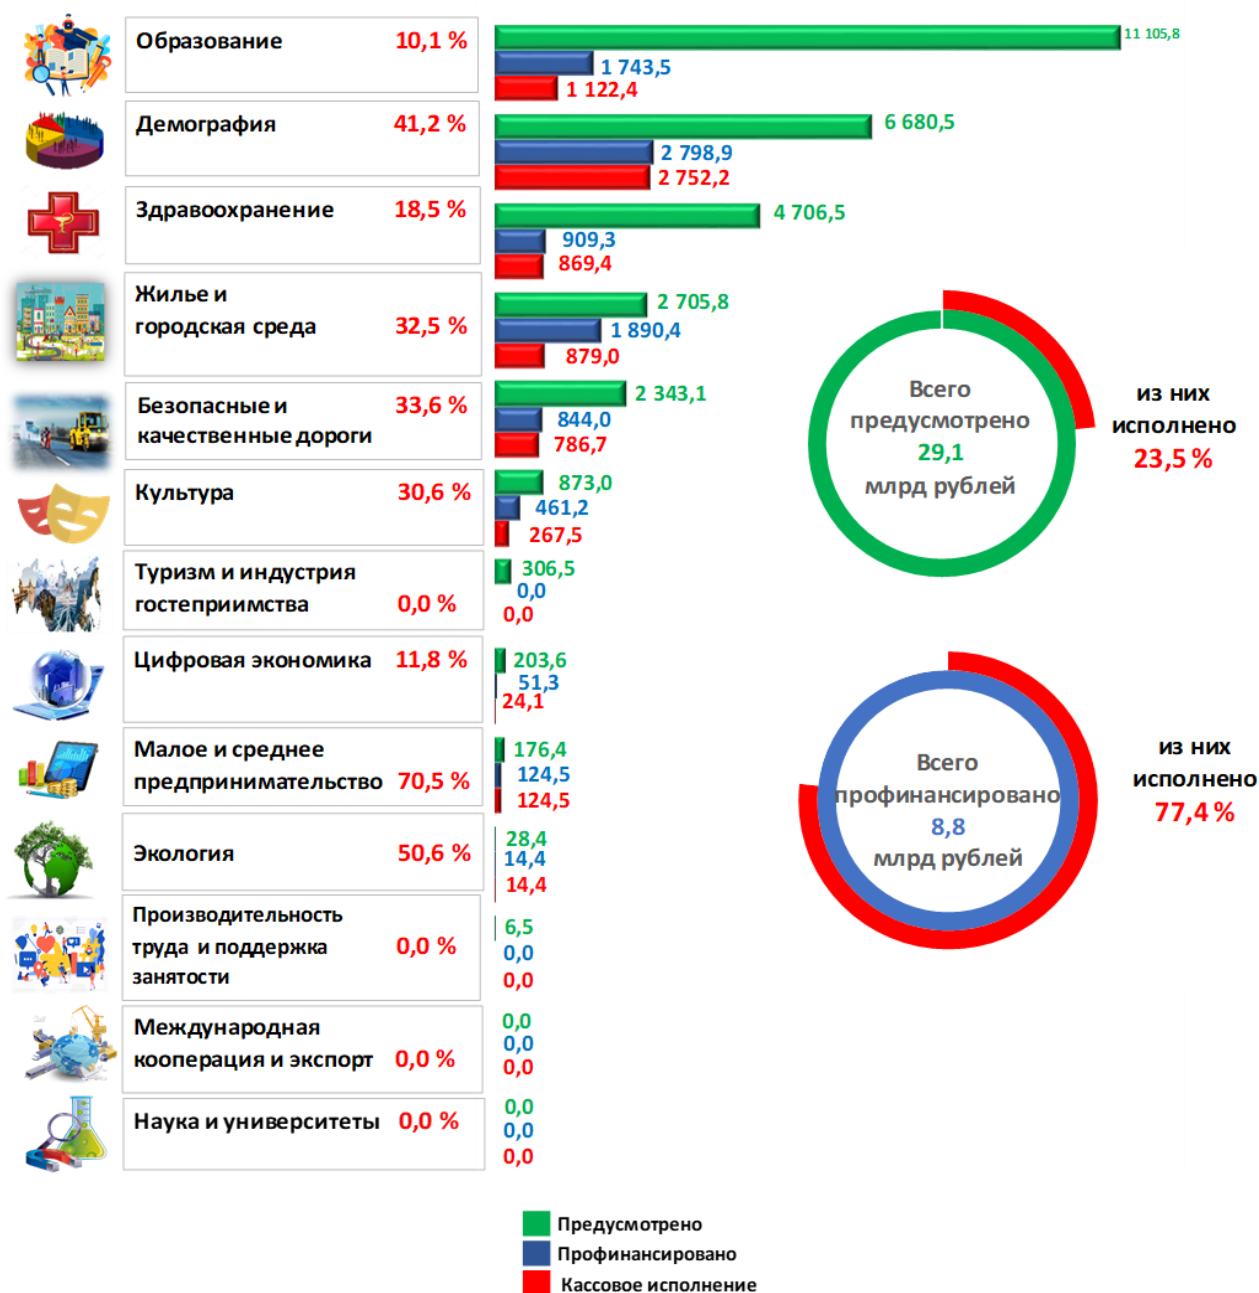 Образование 10,1 %
11 105,8
1 743,5
1 122,4
Демография 41,2 %
6 680,5
2 798,9
2 752,2
Здравоохранение 18,5 %
4 706,5
909,3
869,4
Жилье и
городская среда 32,5 %
2 705,8
1 890,4
879,0
Безопасные и
качественные дороги 33,6 %
2 343,1
844,0
786,7
Культура 30,6 %
873,0
461,2
267,5
Туризм и индустрия
гостеприимства 0,0 %
306,5
0,0
0,0
Цифровая экономика 11,8 %
203,6
51,3
24,1
Малое и среднее
предпринимательство 70,5 %
176,4
124,5
124,5
Экология 50,6 %
28,4
14,4
14,4
Производительность
труда и поддержка
занятости 0,0 %
6,5
0,0
0,0
Международная
кооперация и экспорт 0,0 %
0,0
0,0
0,0
Наука и университеты 0,0 %
0,0
0,0
0,0
Всего
предусмотрено
29,1
млрд рублей
из них
исполнено
23,5 %
Всего
профинансировано
8,8
млрд рублей
из них
исполнено
77,4 %
Предусмотрено
Профинансировано
Кассовое исполнение